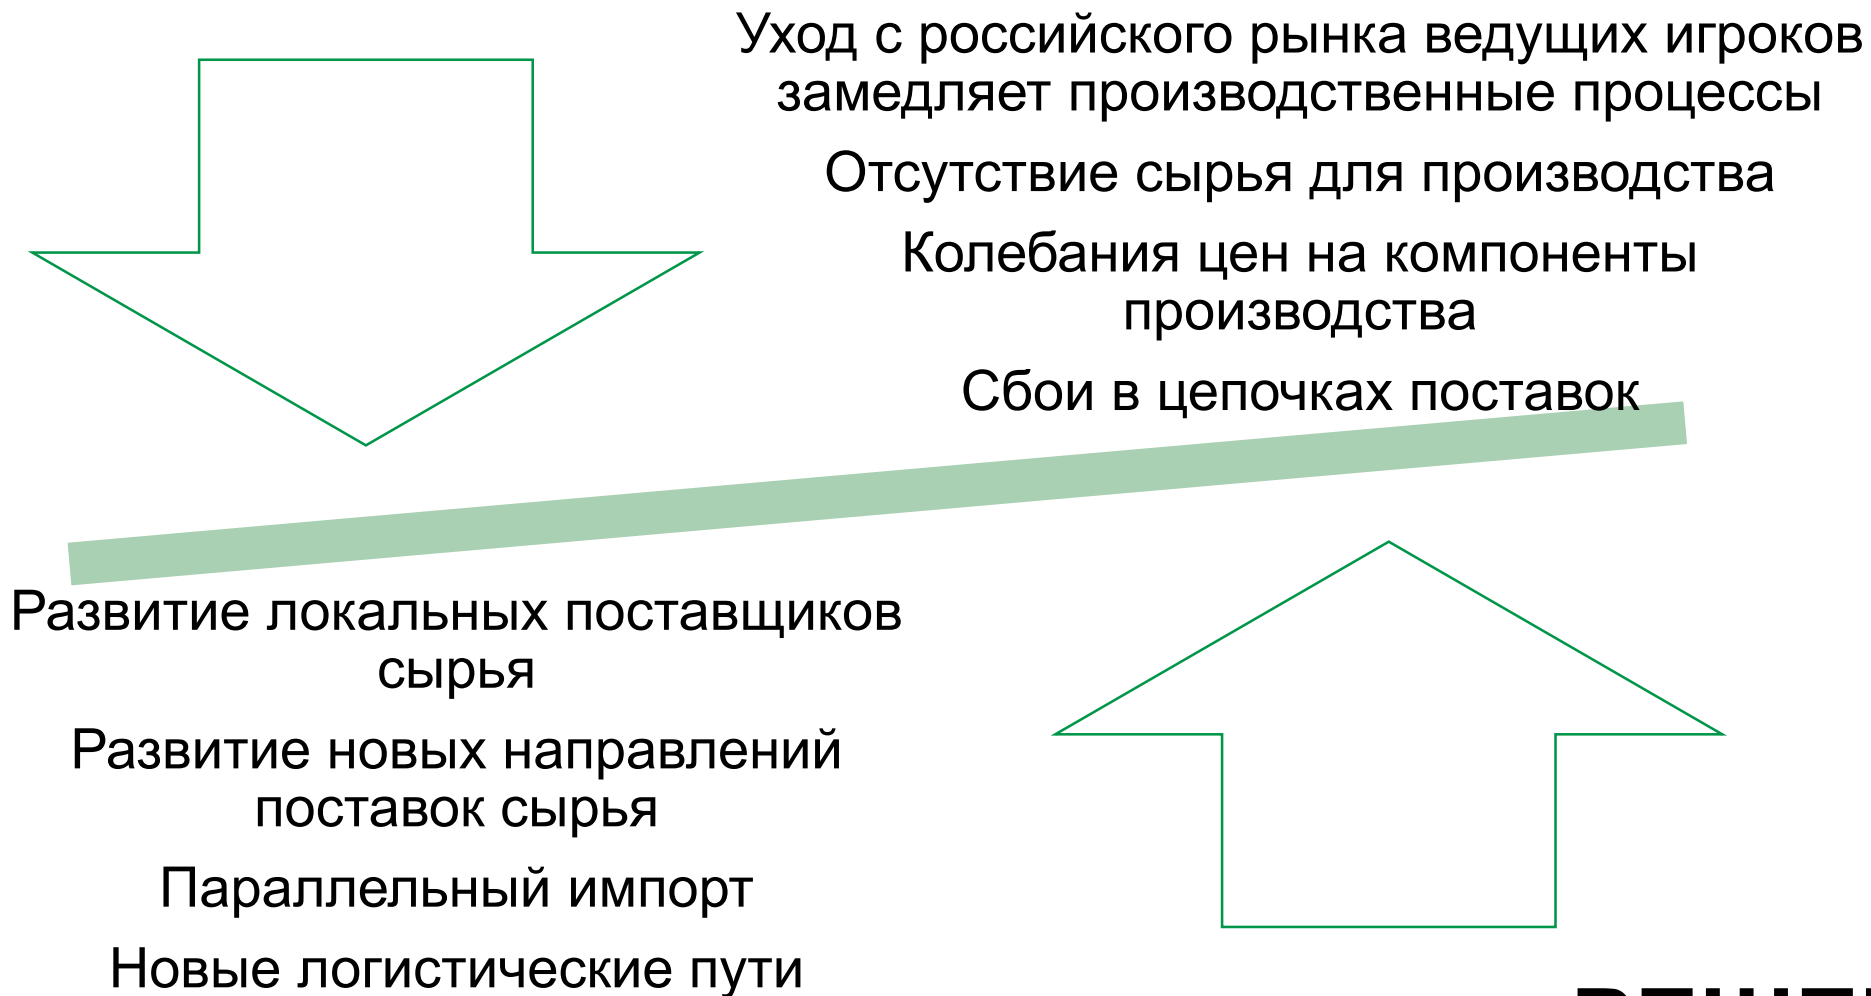 Уход с российского рынка ведущих игроков
замедляет производственные процессы
Отсутствие сырья для производства
Колебания цен на компоненты
производства
Сбои в цепочках поставок
Развитие локальных поставщиков
сырья
Развитие новых направлений
поставок сырья
Параллельный импорт
Новые логистические пути